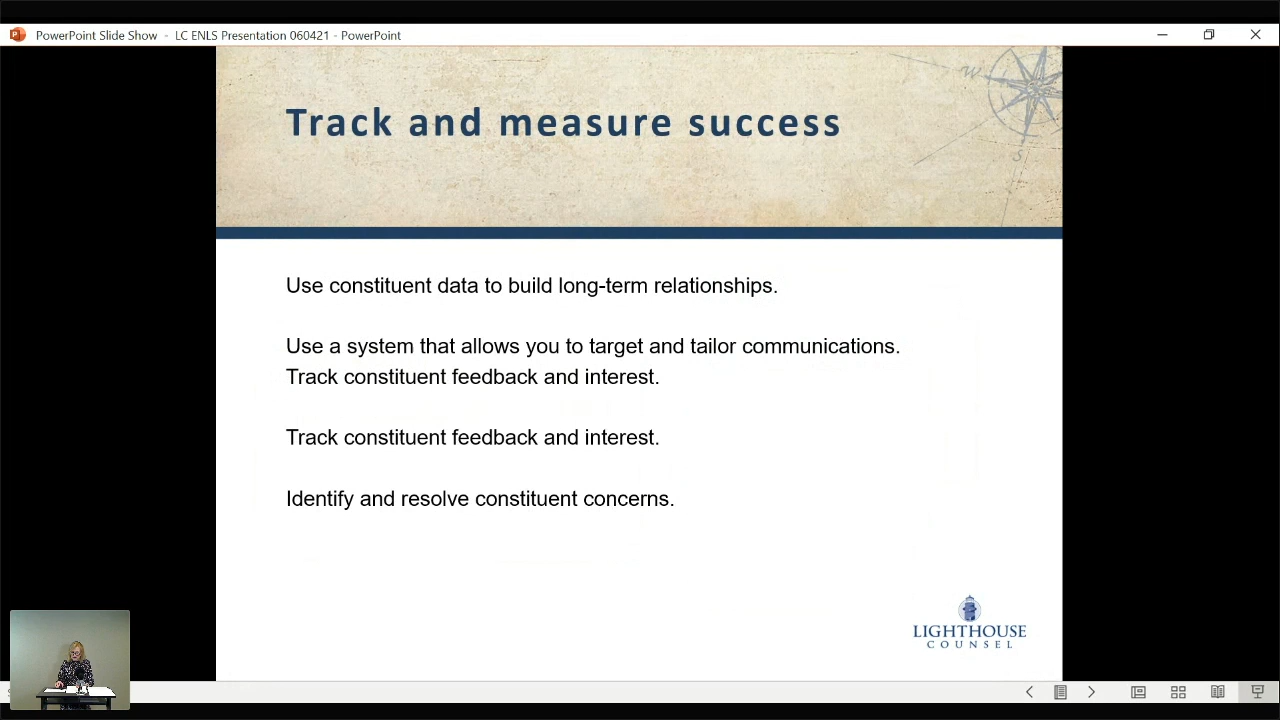 PowerPoint Slide Show - LC ENLS Presentation 060421 - PowerPoint
W
S
Track and measure success
Use constituent data to build long-term relationships.
Use a system that allows you to target and tailor communications.
Track constituent feedback and interest.
Track constituent feedback and interest.
Identify and resolve constituent concerns.
LIGHTHOUSE
COUNSEL